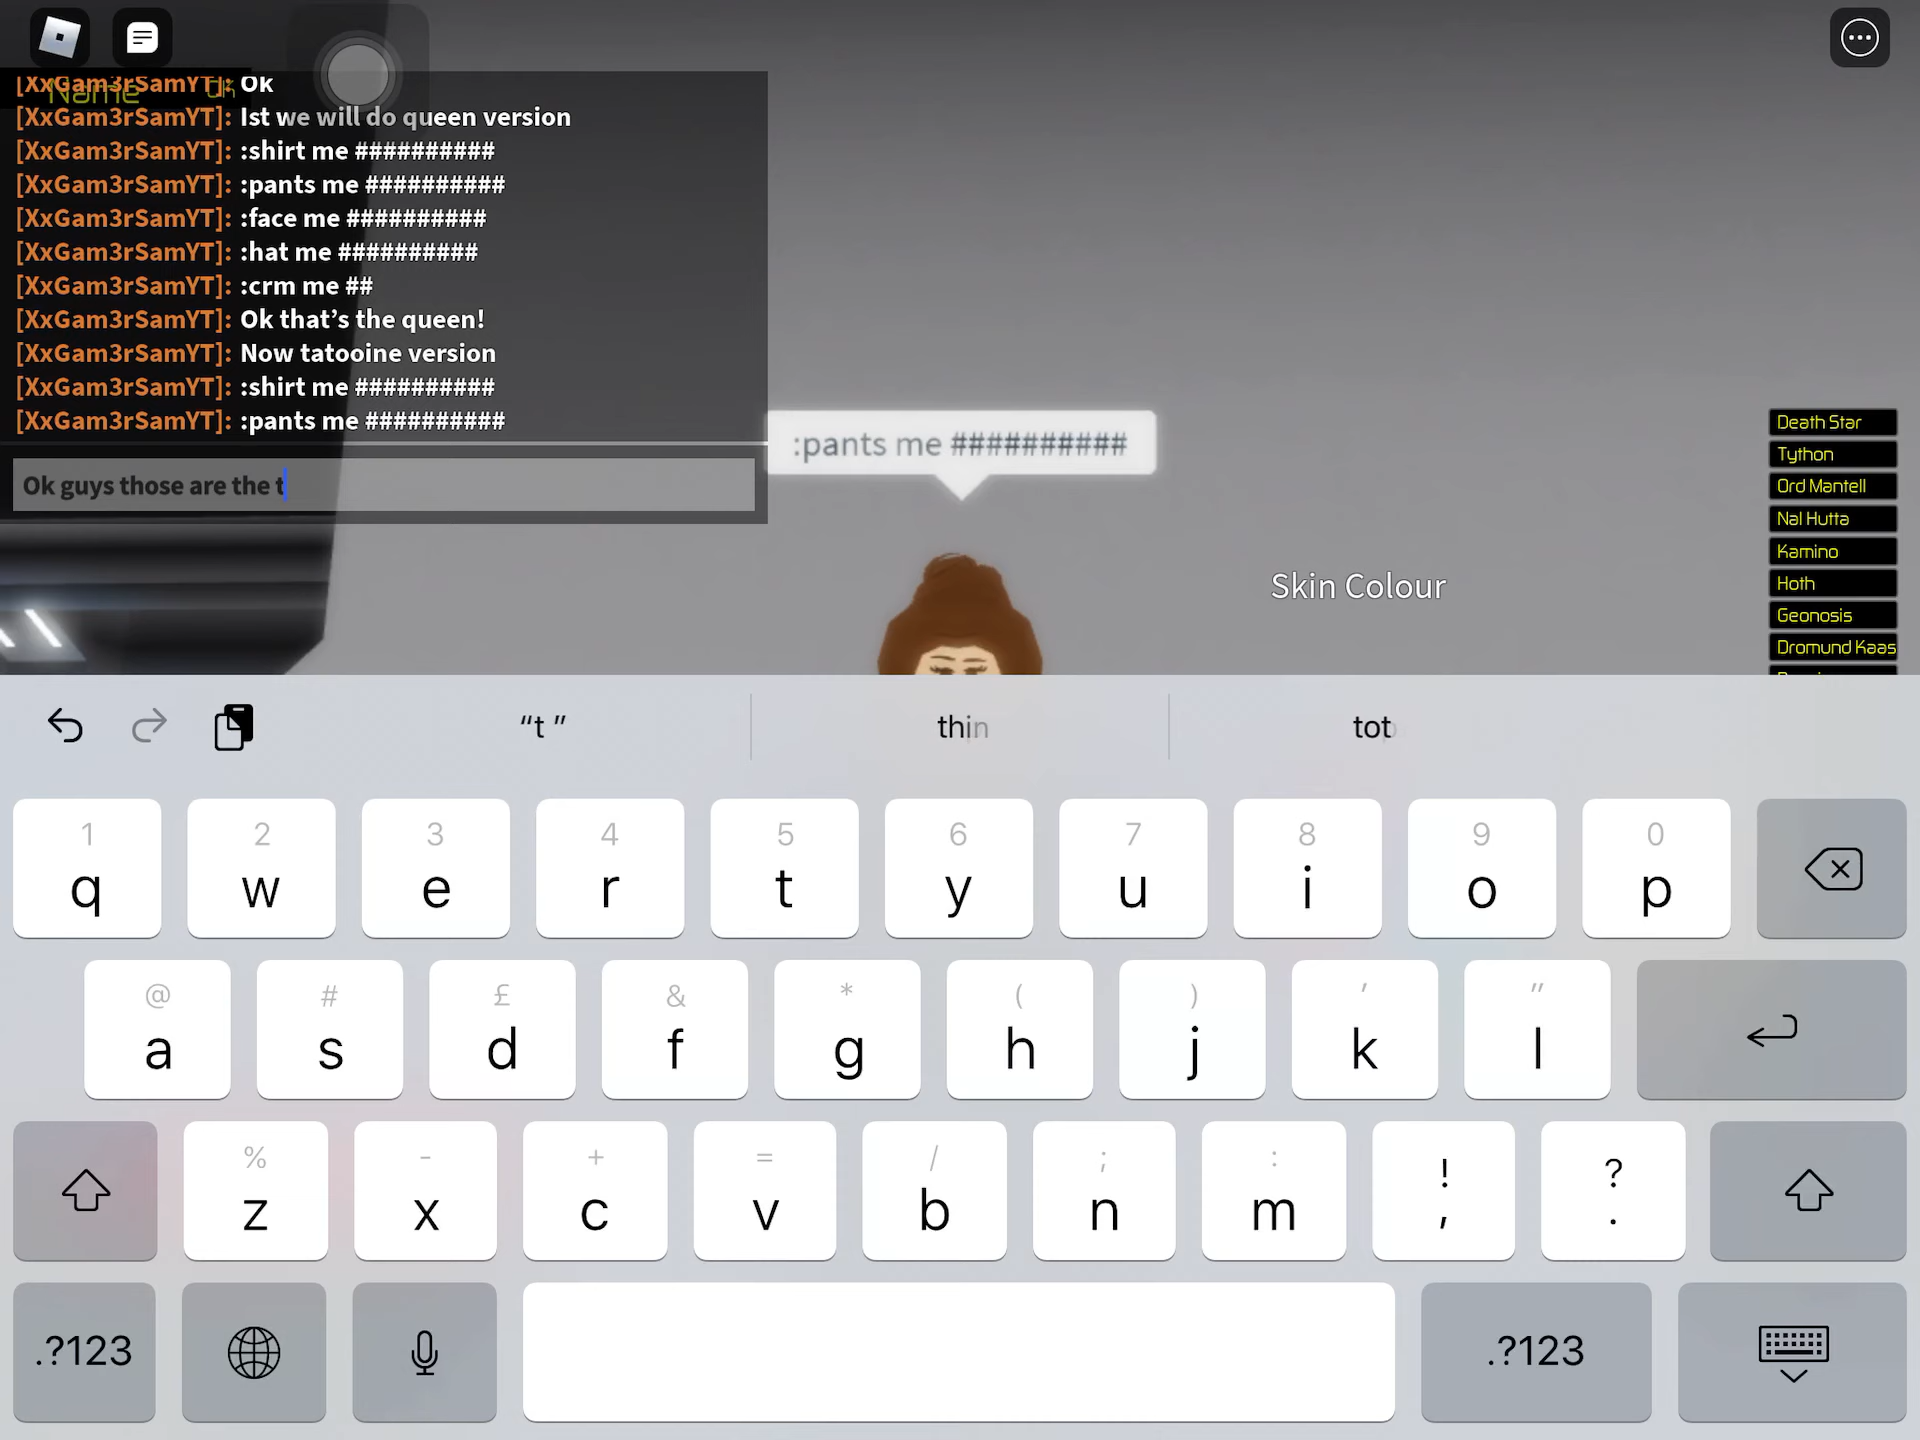 Name Ok
[XxGam3rSamYT]: Ok
[XxGam3rSamYT]: Ist we will do queen version
[XxGam3rSamYT]: :shirt me ##########
[XxGam3rSamYT]: :pants me ##########
[XxGam3rSamYT]: :face me ##########
[XxGam3rSamYT]: :hat me ##########
[XxGam3rSamYT]: :crm me ##
[XxGam3rSamYT]: Ok that’s the queen!
[XxGam3rSamYT]: Now tatooine version
[XxGam3rSamYT]: :shirt me ##########
[XxGam3rSamYT]: :pants me ##########
Ok guys those are the t
:pants me ##########
Skin Colour
Death Star
Tython
Ord Mantell
Nal Hutta
Kamino
Hoth
Geonosis
Dromund Kaas
“t ” thin tot
1 2 3 4 5 6 7 8 9 0
q w e r t y u i o p
@ # £ & * ( ) ’ ”
a s d f g h j k l
% - + = / ; : ! ?
z x c v b n m , .
.?123 .?123